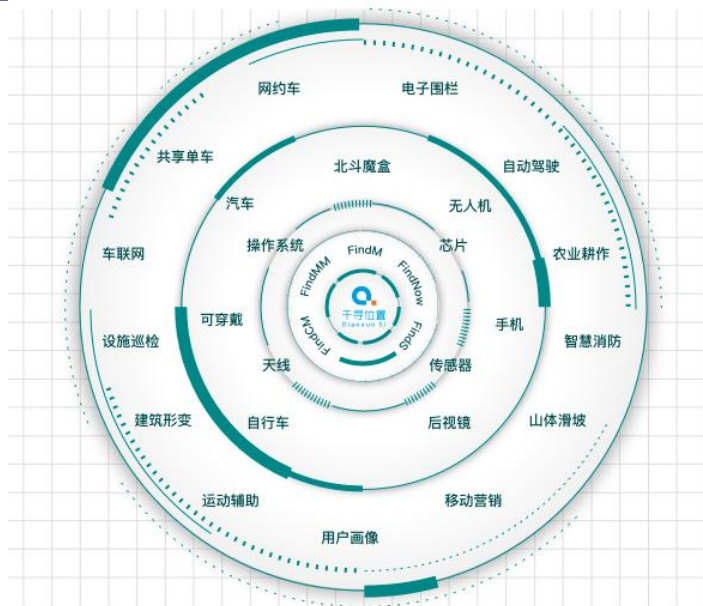 网约车
电子围栏
共享单车
北斗魔盒
自动驾驶
汽车
无人机
操作系统
FindM
芯片
车联网
FindMM
FindNow
农业耕作
千寻位置
Qianxun SI
可穿戴
手机
设施巡检
FindCM
FindS
智慧消防
天线
传感器
建筑形变
自行车
后视镜
山体滑坡
运动辅助
移动营销
用户画像